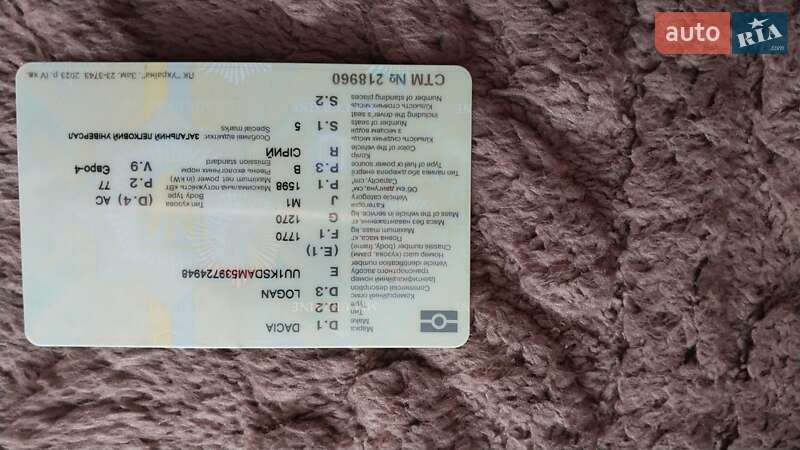 auto RIA .com
Марка D.1 DACIA
Make
Тип D.2
Type
Комерційний опис D.3 LOGAN
Commercial description
Ідентифікаційний номер E UU1KSDAM539724948
транспортного засобу
Vehicle identification number
Номер шасі (кузова, рами) (E.1)
Chassie number (body, frame)
Повна маса, кг F.1 1770
Maximum mass, kg
Маса без навантаження, кг G 1270
Mass of the vehicle in service, kg
Категорія J M1 Тип кузова (D.4) AC
Vehicle category Body type
Об'єм двигуна, см³ P.1 1598 Максимальна потужність кВт P.2 77
Capacity, cm³ Maximum net power (in kW)
Тип палива або джерела енергії P.3 B Рівень екологічних норм V.9 Євро-4
Type of fuel or power source Emission standard
Колір R СІРИЙ
Color of the vehicle
Кількість сидячих місць S.1 5 Особливі відмітки: ЗАГАЛЬНИЙ ЛЕГКОВИЙ УНІВЕРСАЛ
з місцем водія Special marks
Number of seats
including the driver's seat
Кількість стоячих місць S.2
Number of standing places
СТМ № 218960 ПК "Україна". Зам. 23-3743. 2023 р. IV кв.